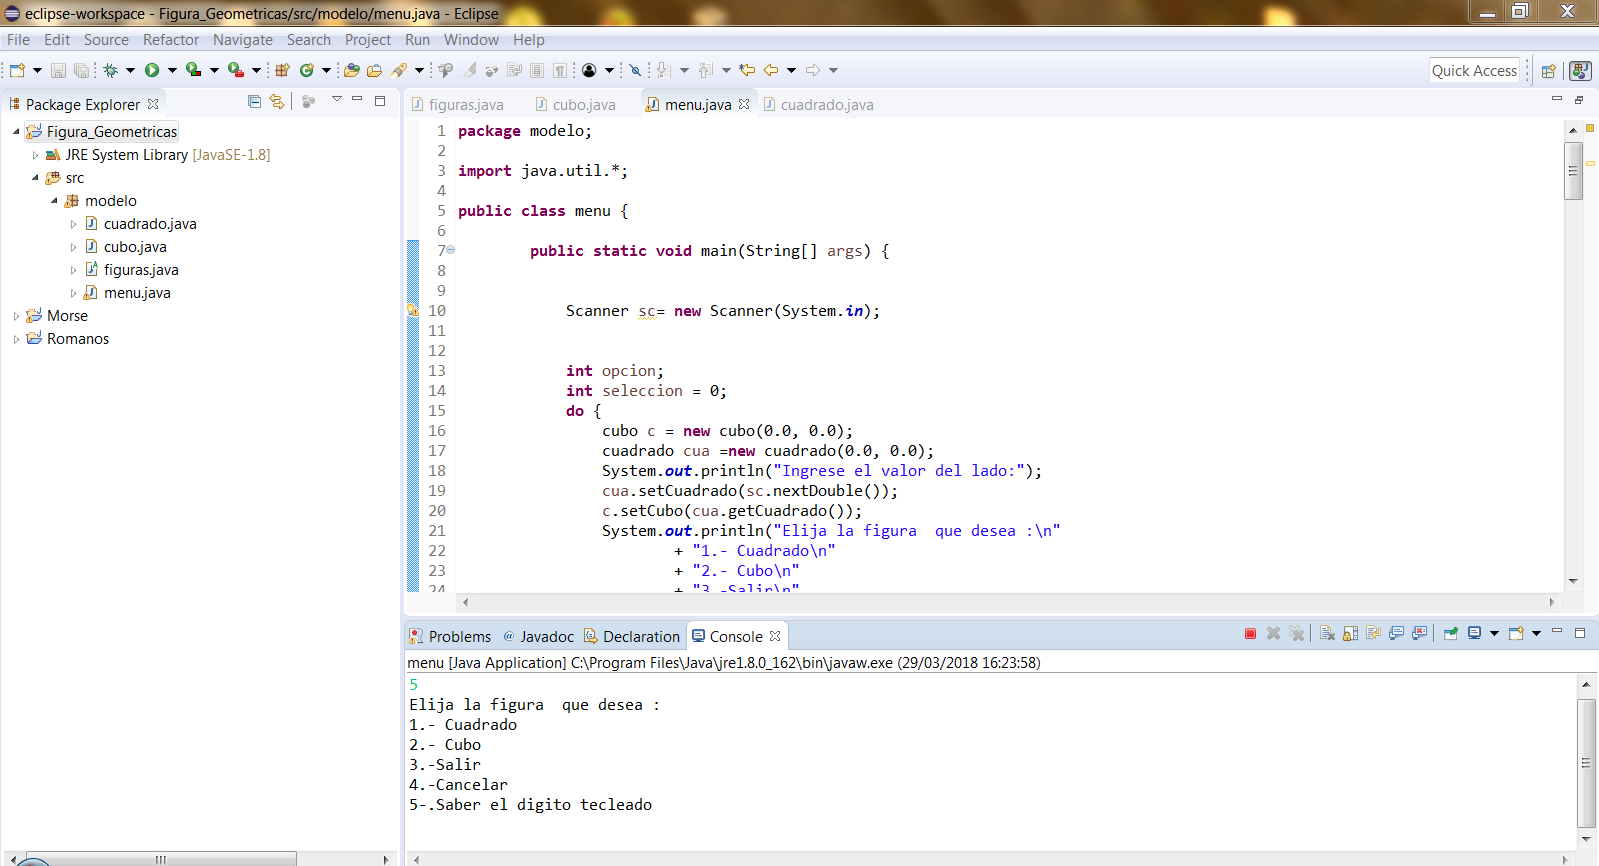 eclipse-workspace - Figura_Geometricas/src/modelo/menu.java - Eclipse
File Edit Source Refactor Navigate Search Project Run Window Help
Quick Access
Package Explorer
Figura_Geometricas
JRE System Library [JavaSE-1.8]
src
modelo
cuadrado.java
cubo.java
figuras.java
menu.java
Morse
Romanos
figuras.java cubo.java menu.java cuadrado.java
1 package modelo;
2
3 import java.util.*;
4
5 public class menu {
6
7 public static void main(String[] args) {
8
9
10 Scanner sc= new Scanner(System.in);
11
12
13 int opcion;
14 int seleccion = 0;
15 do {
16 cubo c = new cubo(0.0, 0.0);
17 cuadrado cua =new cuadrado(0.0, 0.0);
18 System.out.println("Ingrese el valor del lado:");
19 cua.setCuadrado(sc.nextDouble());
20 c.setCubo(cua.getCuadrado());
21 System.out.println("Elija la figura  que desea :\n"
22 + "1.- Cuadrado\n"
23 + "2.- Cubo\n"
24 + "3.-Salir\n"
Problems @ Javadoc Declaration Console
menu [Java Application] C:\Program Files\Java\jre1.8.0_162\bin\javaw.exe (29/03/2018 16:23:58)
5
Elija la figura  que desea :
1.- Cuadrado
2.- Cubo
3.-Salir
4.-Cancelar
5-.Saber el digito tecleado